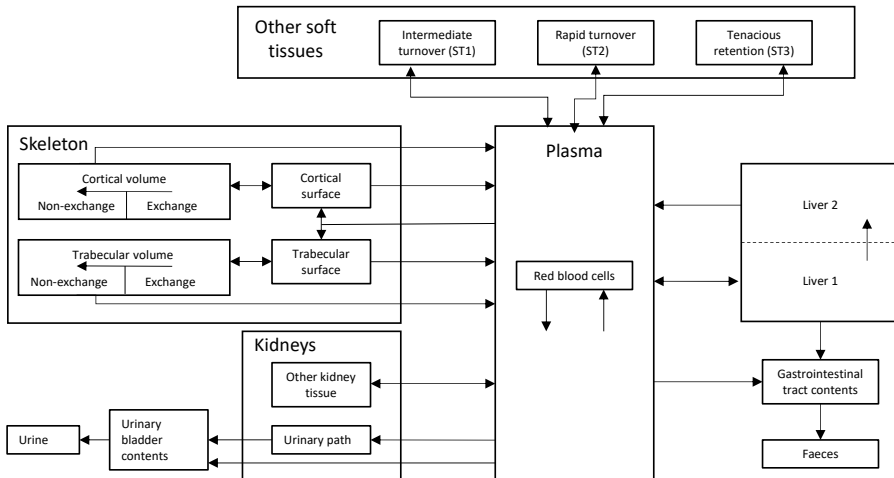 Other soft
tissues
Intermediate
turnover (ST1)
Rapid turnover
(ST2)
Tenacious
retention (ST3)
Skeleton
Cortical volume
Non-exchange
Exchange
Cortical
surface
Trabecular volume
Non-exchange
Exchange
Trabecular
surface
Plasma
Red blood cells
Liver 2
Liver 1
Kidneys
Other kidney
tissue
Urinary path
Urinary
bladder
contents
Urine
Gastrointestinal
tract contents
Faeces